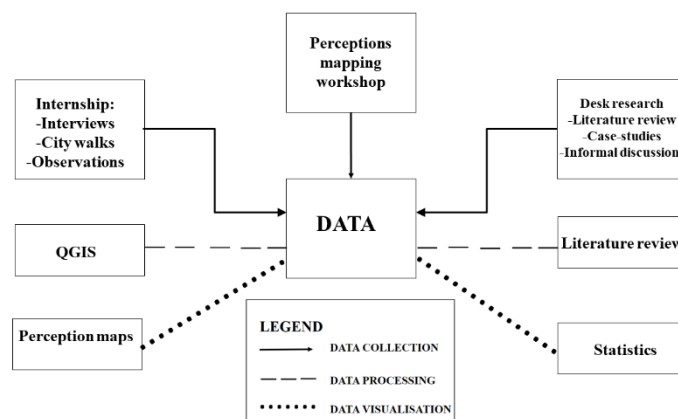 Perceptions
mapping
workshop
Internship:
-Interviews
-City walks
-Observations
Desk research
-Literature review
-Case-studies
-Informal discussion
DATA
QGIS
Literature review
Perception maps
Statistics
LEGEND
DATA COLLECTION
DATA PROCESSING
DATA VISUALISATION